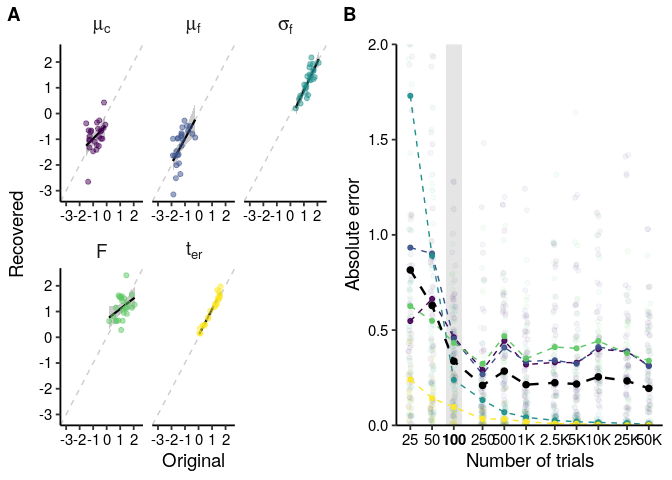 A
μc
μf
σf
2
1
0
-1
-2
-3
-3-2-1 0 1 2
-3-2-1 0 1 2
-3-2-1 0 1 2
F
ter
2
1
0
-1
-2
-3
-3-2-1 0 1 2
-3-2-1 0 1 2
Recovered
Original
B
2.0
1.5
1.0
0.5
0.0
25 50 100 250 500 1K 2.5K 5K 10K 25K 50K
Absolute error
Number of trials